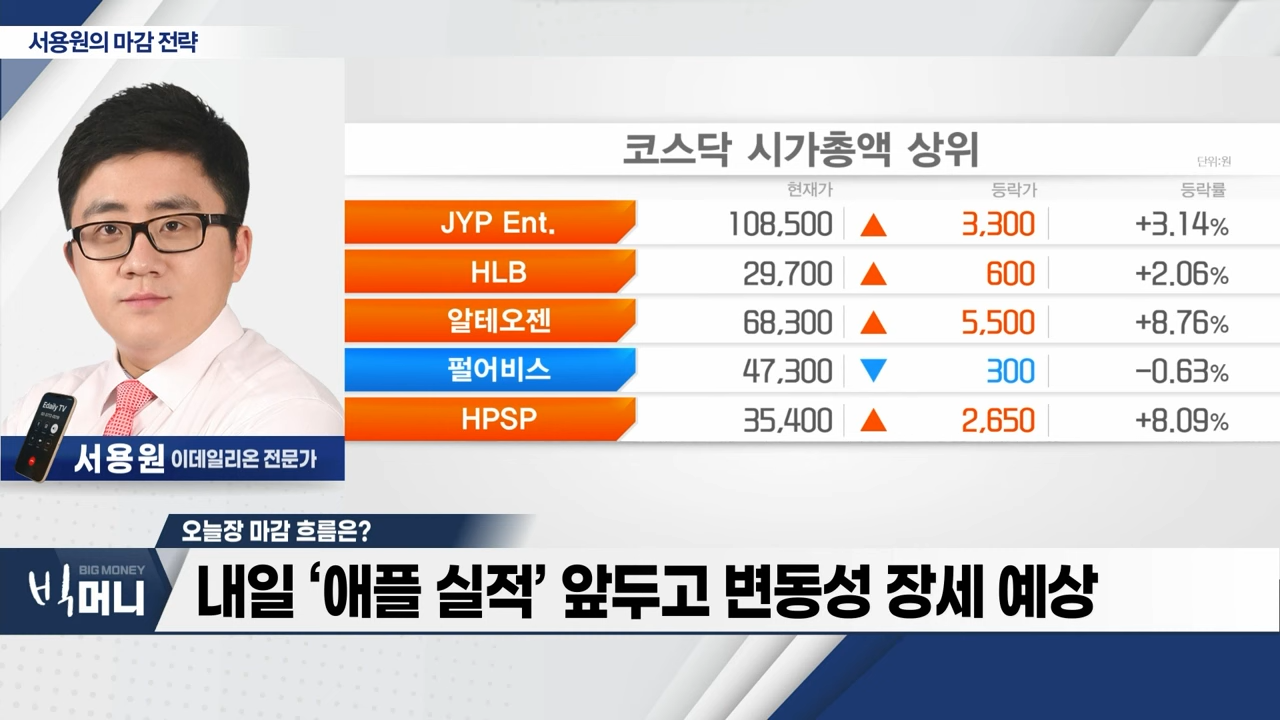 서용원의 마감 전략
코스닥 시가총액 상위
단위:원
현재가 등락가 등락률
JYP Ent. 108,500 ▲ 3,300 +3.14%
HLB 29,700 ▲ 600 +2.06%
알테오젠 68,300 ▲ 5,500 +8.76%
펄어비스 47,300 ▼ 300 -0.63%
HPSP 35,400 ▲ 2,650 +8.09%
Edaily TV
서용원 이데일리온 전문가
오늘장 마감 흐름은?
BIG MONEY
빅머니
내일 ‘애플 실적’ 앞두고 변동성 장세 예상